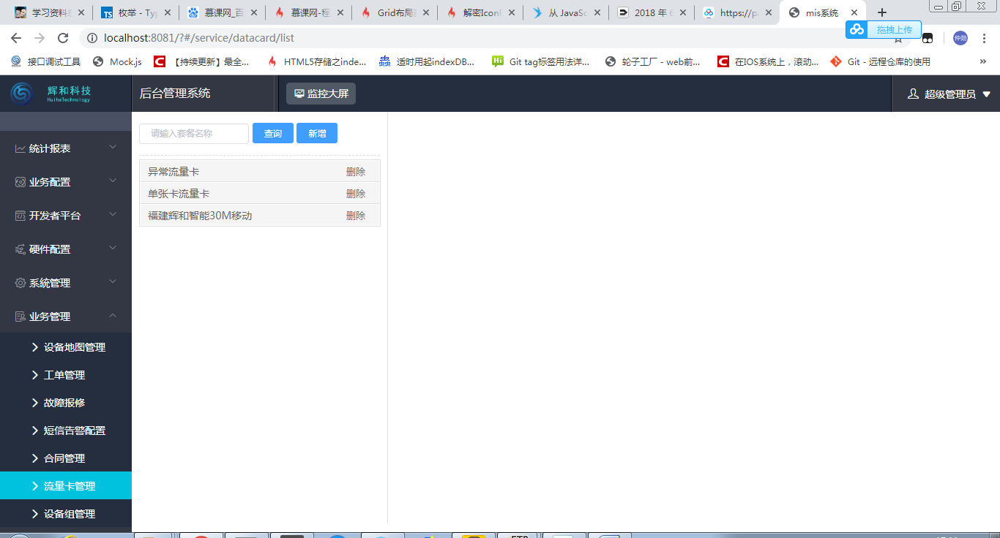 学习资料
枚举 - Typ
慕课网_百
慕课网-程
Grid布局
解密IconF
从 JavaSc
2018 年 6
https://pa
mis系统
localhost:8081/?#/service/datacard/list
拖拽上传
仲勋
接口调试工具
Mock.js
【持续更新】最全...
HTML5存储之inde...
适时用起indexDB...
Git tag标签用法详...
轮子工厂 - web前...
在IOS系统上，滚动...
Git - 远程仓库的使用
辉和科技
HuiheTechnology
后台管理系统
监控大屏
超级管理员
统计报表
业务配置
开发者平台
硬件配置
系統管理
业务管理
设备地图管理
工单管理
故障报修
短信告警配置
合同管理
流量卡管理
设备组管理
请输入套餐名称
查询
新增
异常流量卡 删除
单张卡流量卡 删除
福建辉和智能30M移动 删除